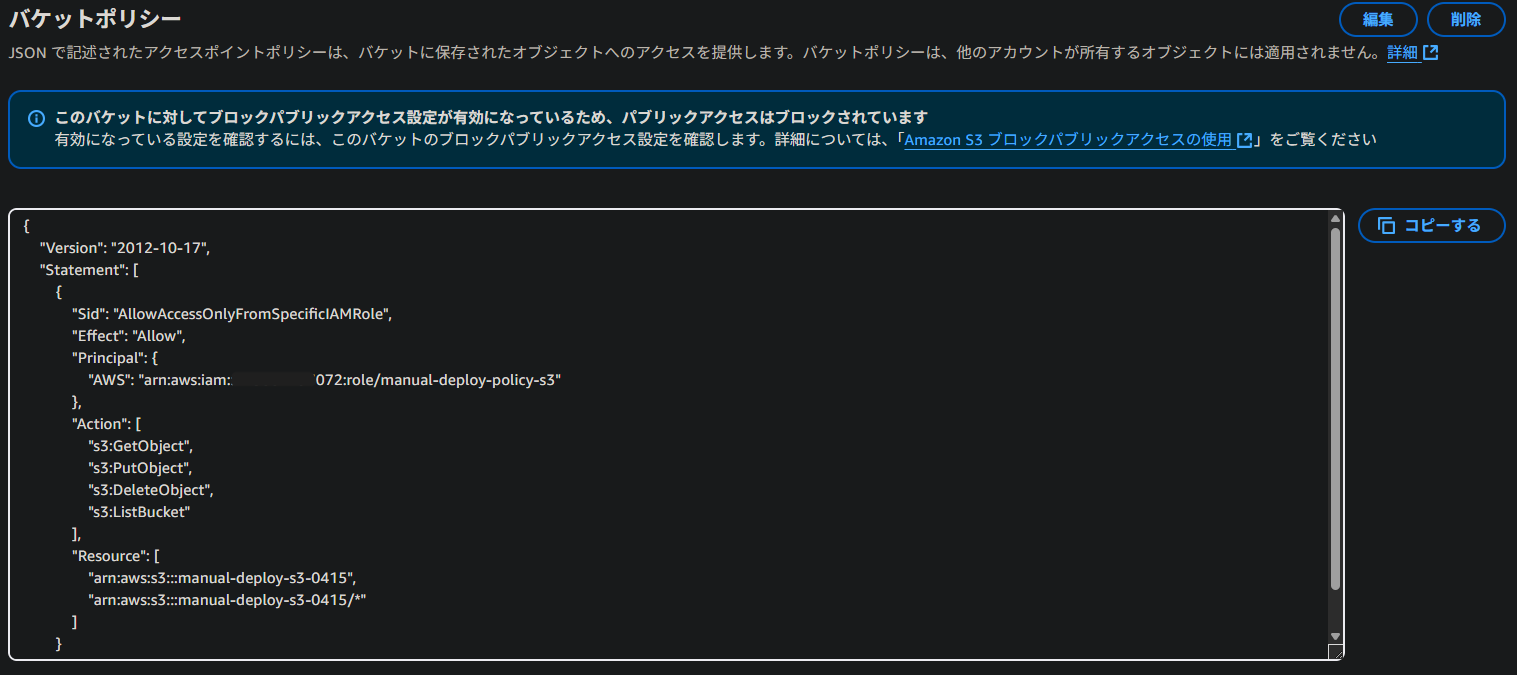 バケットポリシー
編集
削除
JSON で記述されたアクセスポイントポリシーは、バケットに保存されたオブジェクトへのアクセスを提供します。バケットポリシーは、他のアカウントが所有するオブジェクトには適用されません。詳細
このバケットに対してブロックパブリックアクセス設定が有効になっているため、パブリックアクセスはブロックされています
有効になっている設定を確認するには、このバケットのブロックパブリックアクセス設定を確認します。詳細については、「Amazon S3 ブロックパブリックアクセスの使用」をご覧ください
コピーする
{
"Version": "2012-10-17",
"Statement": [
{
"Sid": "AllowAccessOnlyFromSpecificIAMRole",
"Effect": "Allow",
"Principal": {
"AWS": "arn:aws:iam: 072:role/manual-deploy-policy-s3"
},
"Action": [
"s3:GetObject",
"s3:PutObject",
"s3:DeleteObject",
"s3:ListBucket"
],
"Resource": [
"arn:aws:s3:::manual-deploy-s3-0415",
"arn:aws:s3:::manual-deploy-s3-0415/*"
]
}